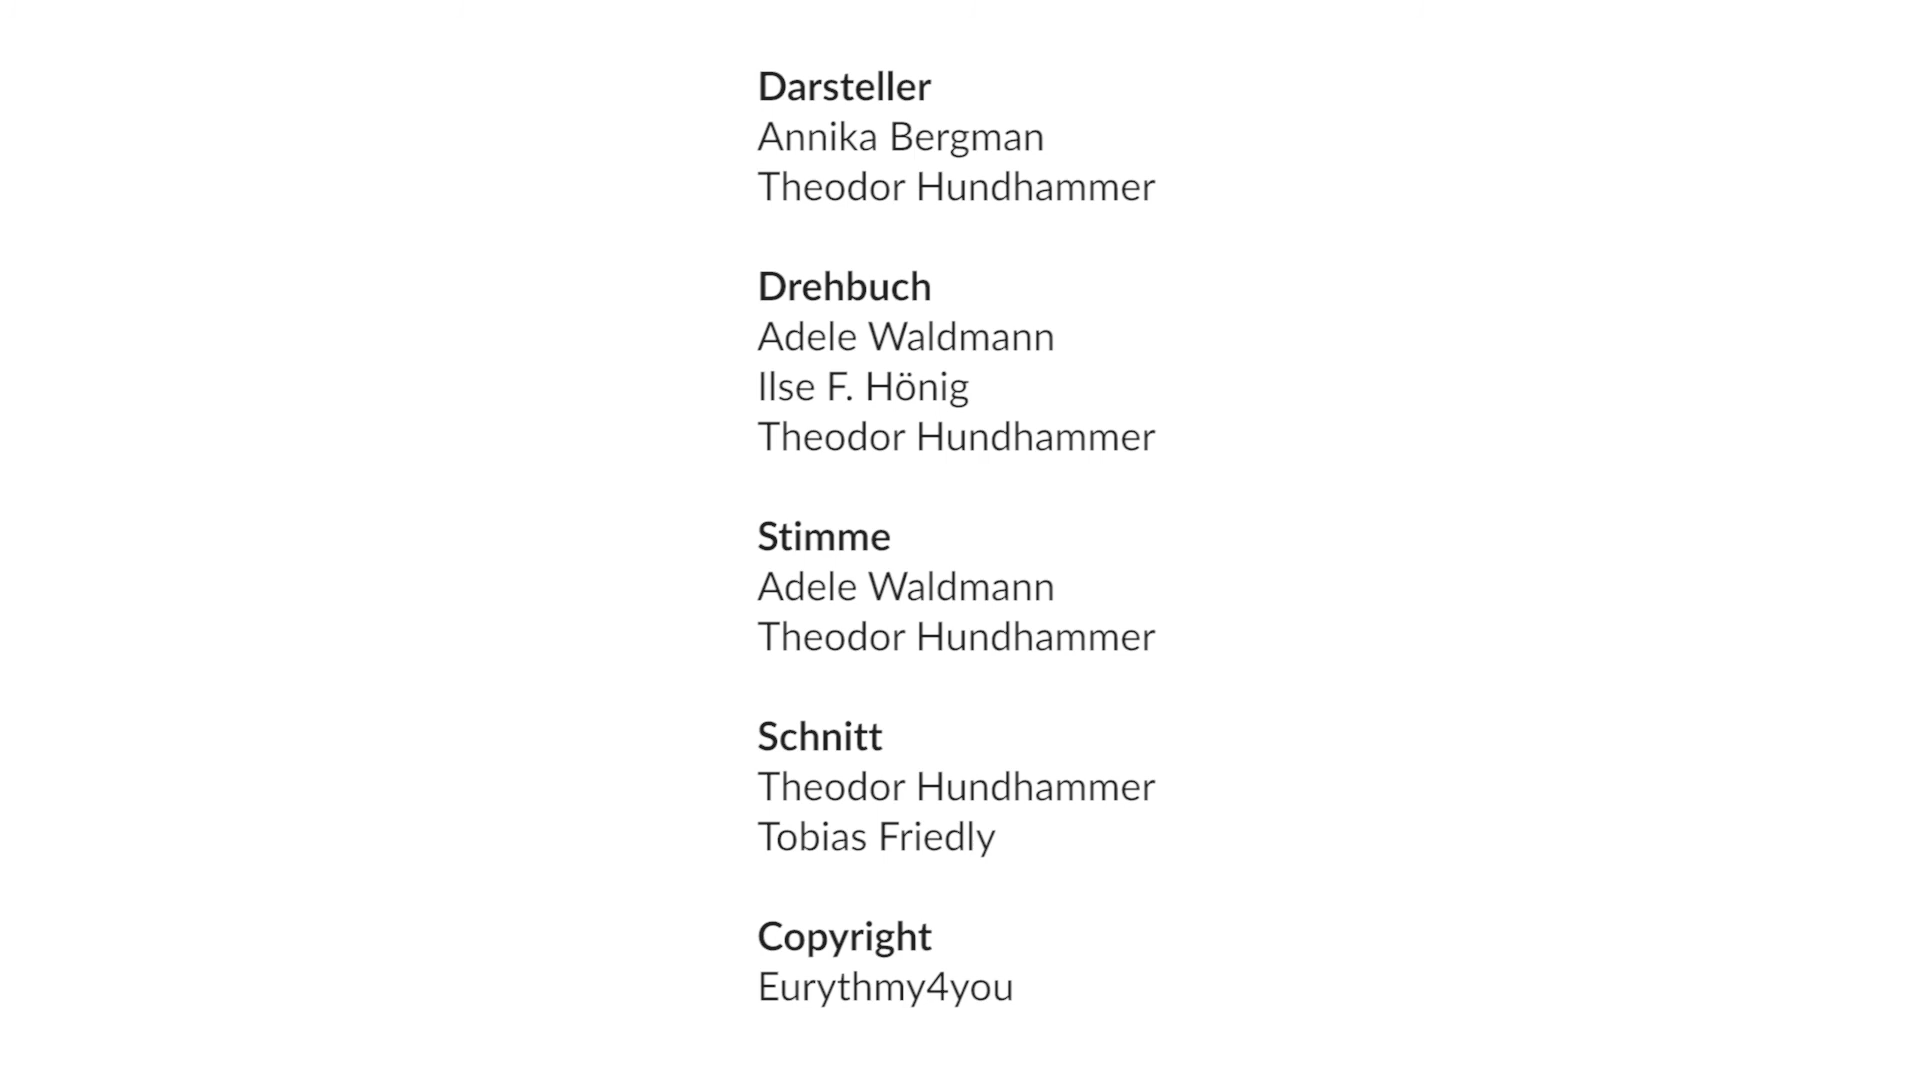 Darsteller
Annika Bergman
Theodor Hundhammer
Drehbuch
Adele Waldmann
Ilse F. Hönig
Theodor Hundhammer
Stimme
Adele Waldmann
Theodor Hundhammer
Schnitt
Theodor Hundhammer
Tobias Friedly
Copyright
Eurythmy4you